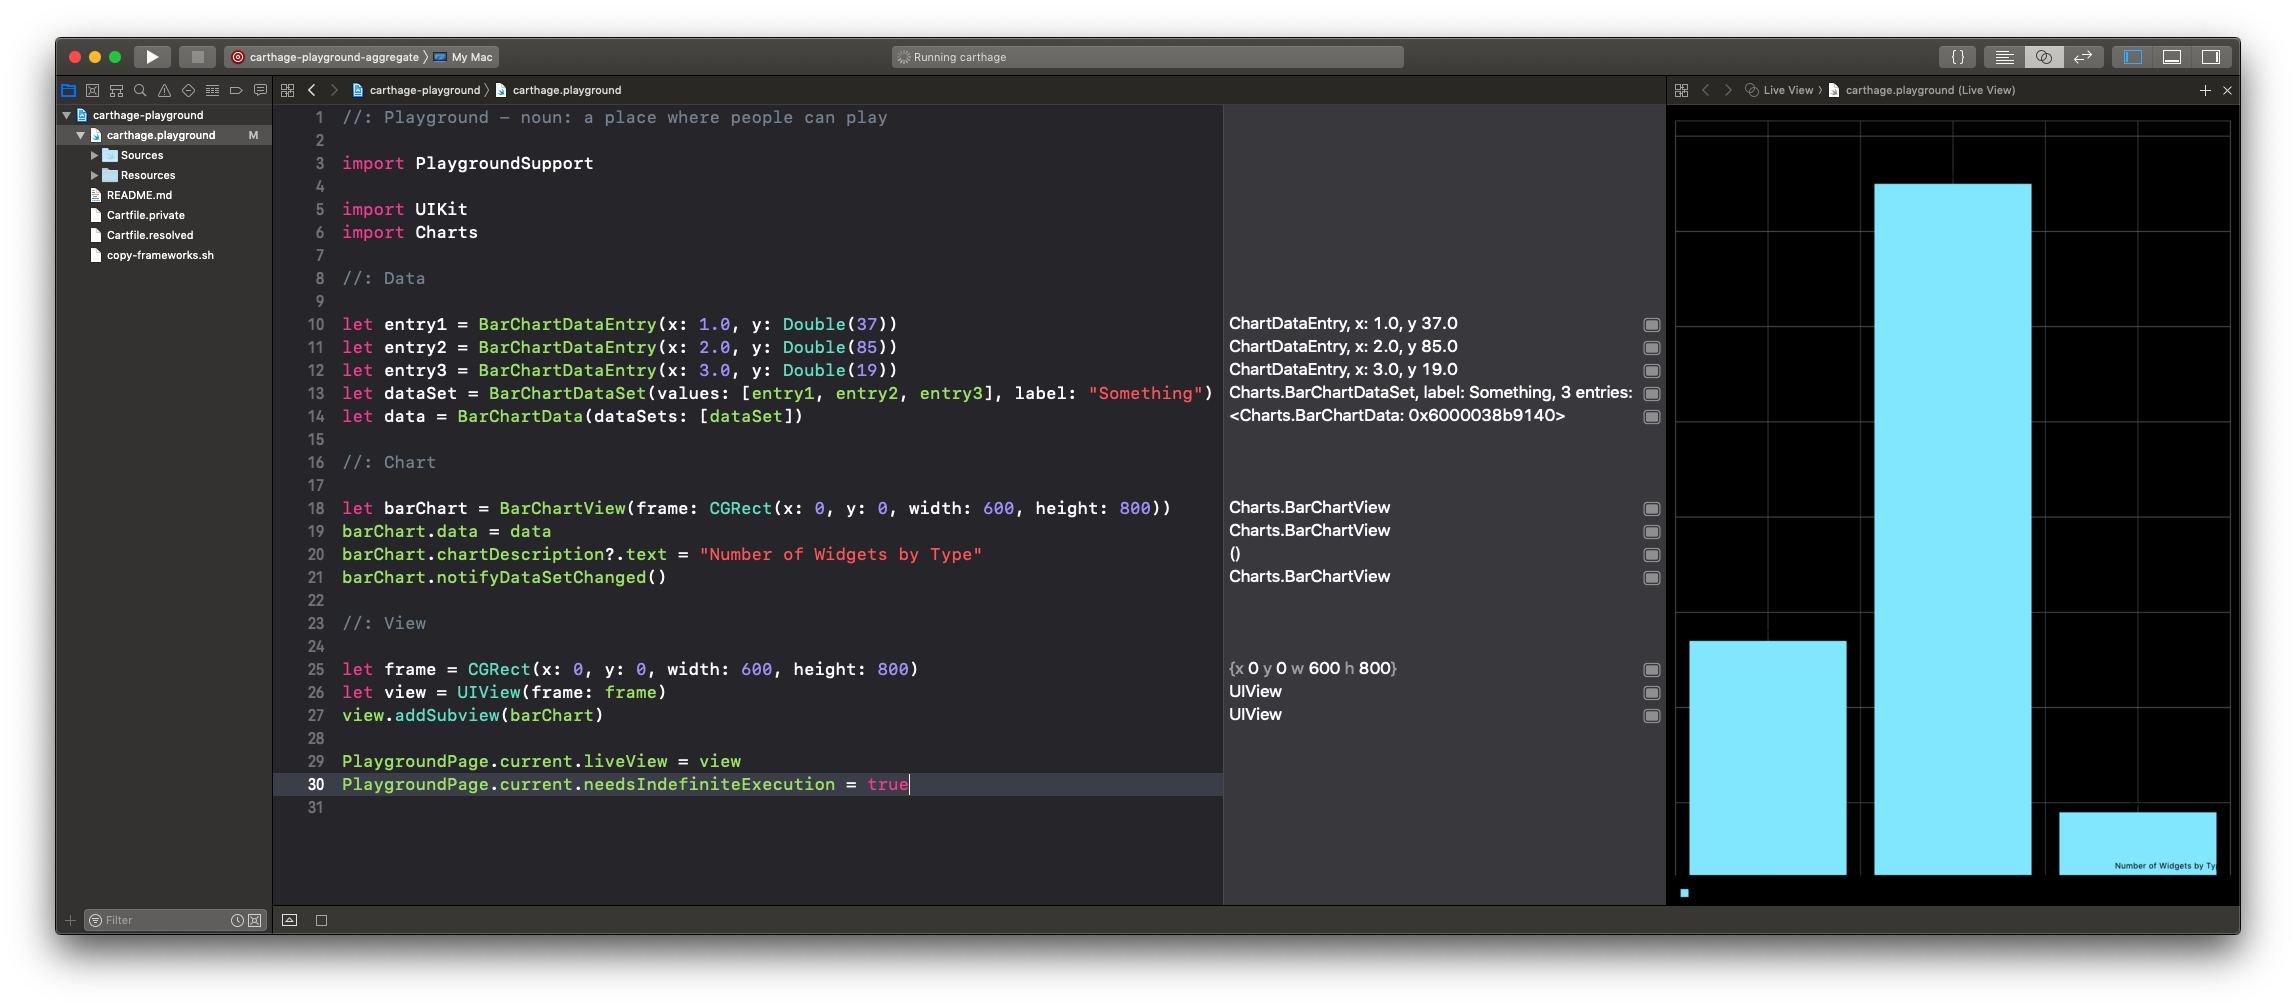 carthage-playground-aggregate 〉 My Mac
Running carthage
{}
carthage-playground 〉 carthage.playground
Live View 〉 carthage.playground (Live View)
carthage-playground
carthage.playground M
Sources
Resources
README.md
Cartfile.private
Cartfile.resolved
copy-frameworks.sh
Filter
1 //: Playground – noun: a place where people can play
2
3 import PlaygroundSupport
4
5 import UIKit
6 import Charts
7
8 //: Data
9
10 let entry1 = BarChartDataEntry(x: 1.0, y: Double(37))
11 let entry2 = BarChartDataEntry(x: 2.0, y: Double(85))
12 let entry3 = BarChartDataEntry(x: 3.0, y: Double(19))
13 let dataSet = BarChartDataSet(values: [entry1, entry2, entry3], label: "Something")
14 let data = BarChartData(dataSets: [dataSet])
15
16 //: Chart
17
18 let barChart = BarChartView(frame: CGRect(x: 0, y: 0, width: 600, height: 800))
19 barChart.data = data
20 barChart.chartDescription?.text = "Number of Widgets by Type"
21 barChart.notifyDataSetChanged()
22
23 //: View
24
25 let frame = CGRect(x: 0, y: 0, width: 600, height: 800)
26 let view = UIView(frame: frame)
27 view.addSubview(barChart)
28
29 PlaygroundPage.current.liveView = view
30 PlaygroundPage.current.needsIndefiniteExecution = true
31
ChartDataEntry, x: 1.0, y 37.0
ChartDataEntry, x: 2.0, y 85.0
ChartDataEntry, x: 3.0, y 19.0
Charts.BarChartDataSet, label: Something, 3 entries:
<Charts.BarChartData: 0x6000038b9140>
Charts.BarChartView
Charts.BarChartView
()
Charts.BarChartView
{x 0 y 0 w 600 h 800}
UIView
UIView
Number of Widgets by Ty